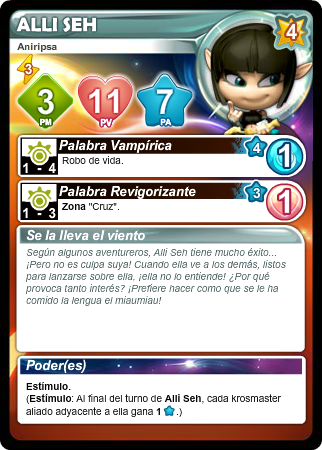 ALLI SEH
4
Aniripsa
3
3
PM
11
PV
7
PA
Palabra Vampírica
4
1
1 - 4
Robo de vida.
Palabra Revigorizante
3
1
1 - 3
Zona "Cruz".
Se la lleva el viento
Según algunos aventureros, Alli Seh tiene mucho éxito...
¡Pero no es culpa suya! Cuando ella ve a los demás, listos
para lanzarse sobre ella, ¡ella no lo entiende! ¿Por qué
provoca tanto interés? ¡Prefiere hacer como que se le ha
comido la lengua el miaumiau!
Poder(es)
Estímulo.
(Estímulo: Al final del turno de Alli Seh, cada krosmaster
aliado adyacente a ella gana 1 .)